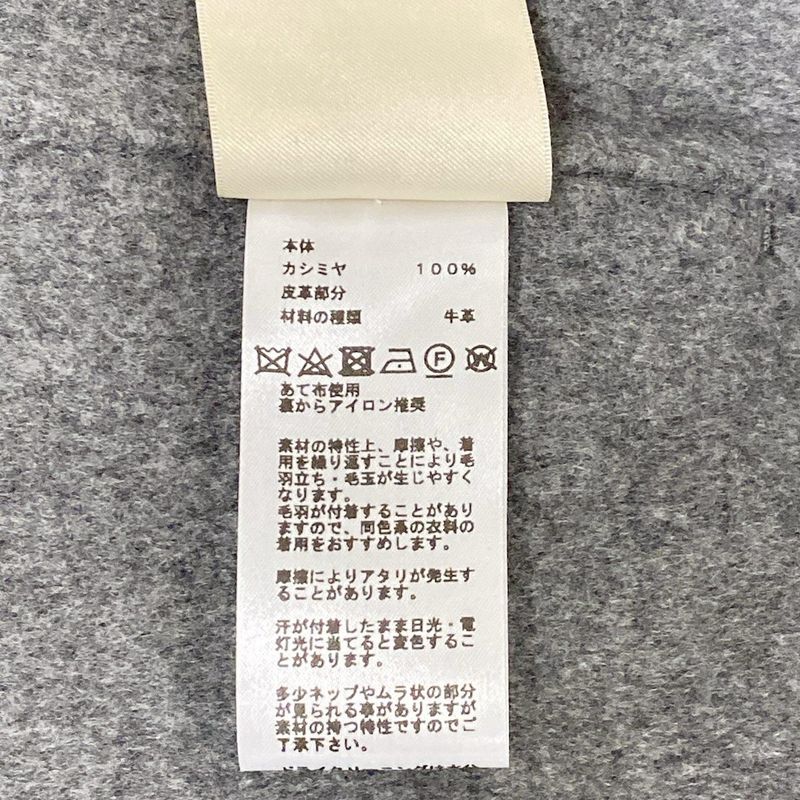 本体
カシミヤ 100%
皮革部分
材料の種類 牛革
F W
あて布使用
裏からアイロン推奨
素材の特性上、摩擦や、着
用を繰り返すことにより毛
羽立ち・毛玉が生じやすく
なります。
毛羽が付着することがあり
ますので、同色系の衣料の
着用をおすすめします。
摩擦によりアタリが発生す
ることがあります。
汗が付着したまま日光・電
灯光に当てると変色するこ
とがあります。
多少ネップやムラ状の部分
が見られる事がありますが
素材の持つ特性ですのでご
了承下さい。